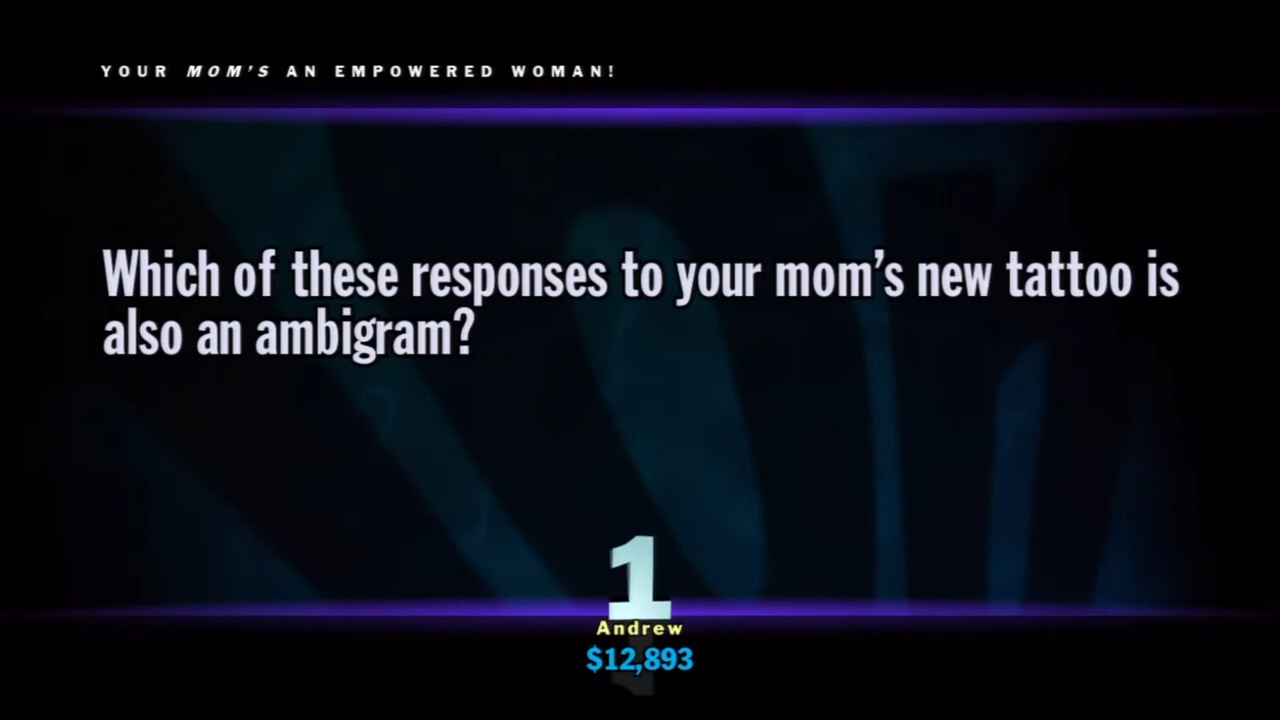 YOUR MOM'S AN EMPOWERED WOMAN!
Which of these responses to your mom's new tattoo is
also an ambigram?
1
Andrew
$12,893